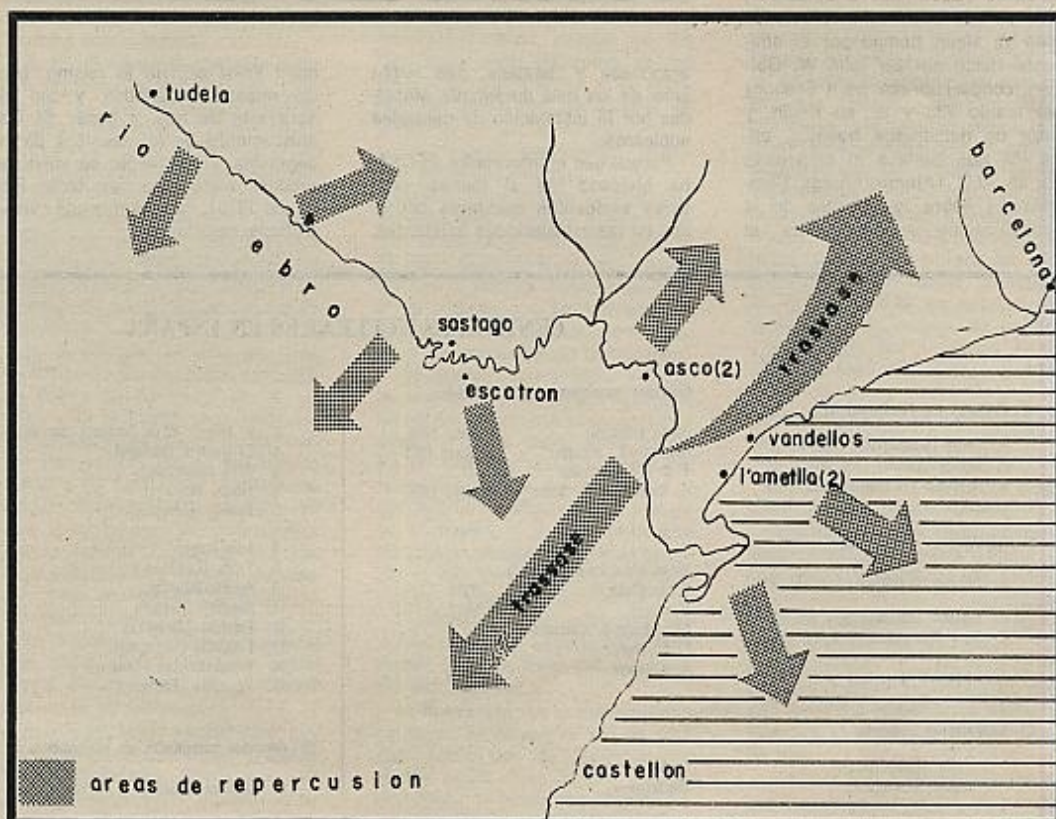 tudela
rio
ebro
barcelona
sastago
escatron
asco(2)
trasvase
vandellos
l'ametlla(2)
trasvase
castellon
areas de repercusion